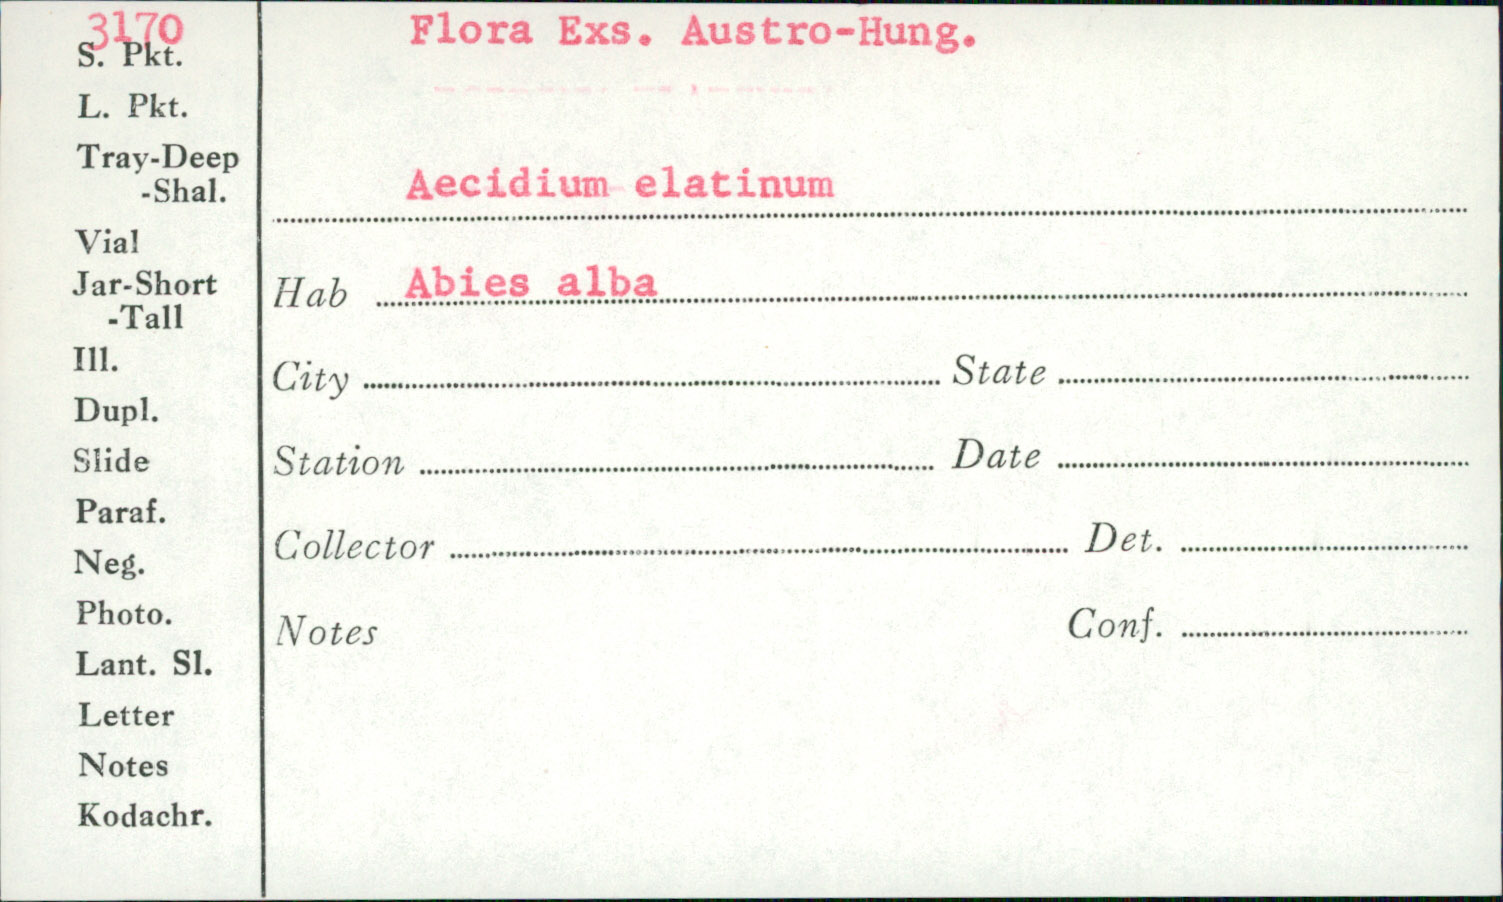 3170
S. Pkt.
L. Pkt.
Tray-Deep
-Shal.
Vial
Jar-Short
-Tall
Ill.
Dupl.
Slide
Paraf.
Neg.
Photo.
Lant. Sl.
Letter
Notes
Kodachr.
Flora Exs. Austro-Hung.
Aecidium elatinum
Hab Abies alba
City State
Station Date
Collector Det.
Notes Conf.